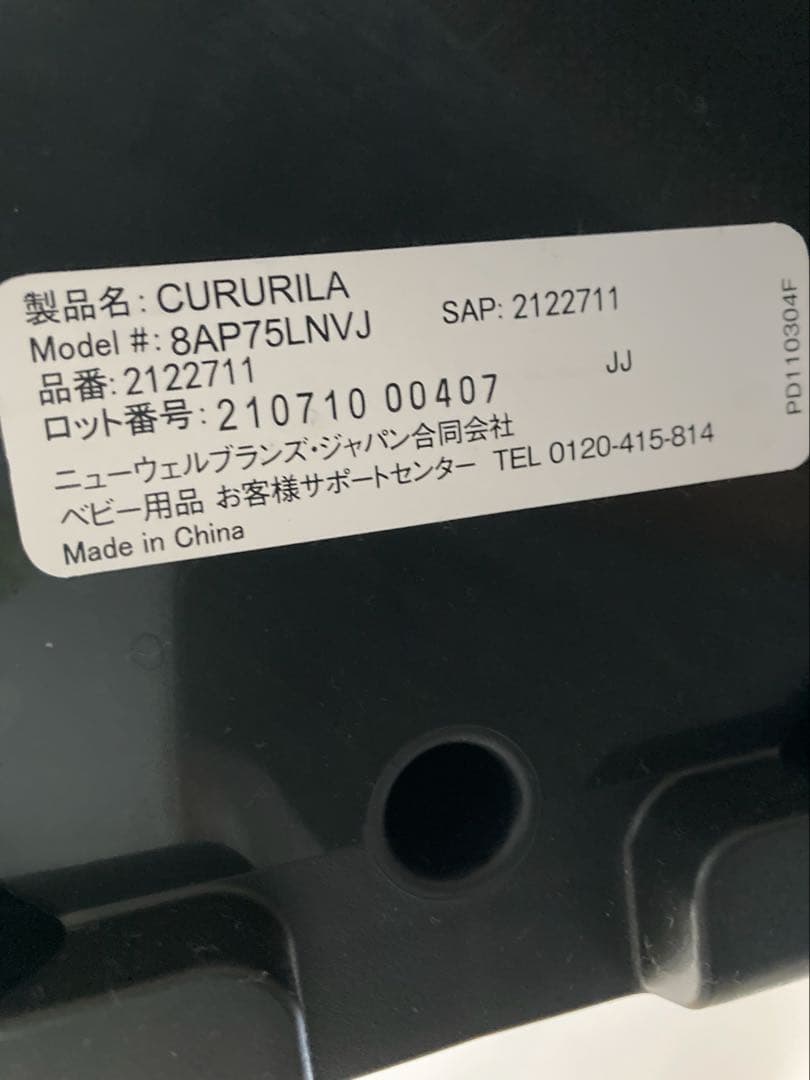 製品名: CURURILA
Model #: 8AP75LNVJ
SAP: 2122711
品番: 2122711
JJ
ロット番号: 210710 00407
ニューウェルブランズ・ジャパン合同会社
ベビー用品 お客様サポートセンター TEL 0120-415-814
Made in China
PD110304F